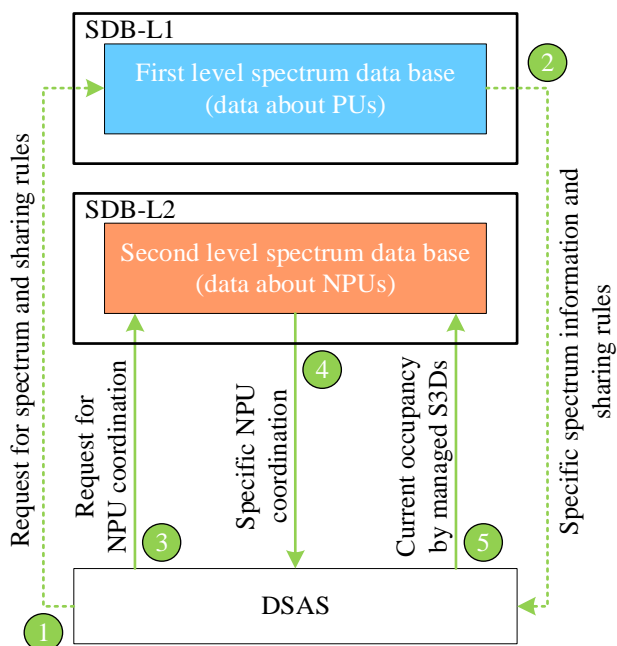 SDB-L1
First level spectrum data base
(data about PUs)
2
Request for spectrum and sharing rules
Specific spectrum information and
sharing rules
SDB-L2
Second level spectrum data base
(data about NPUs)
4
Request for
NPU coordination
3
Specific NPU
coordination
Current occupancy
by managed S3Ds
5
DSAS
1